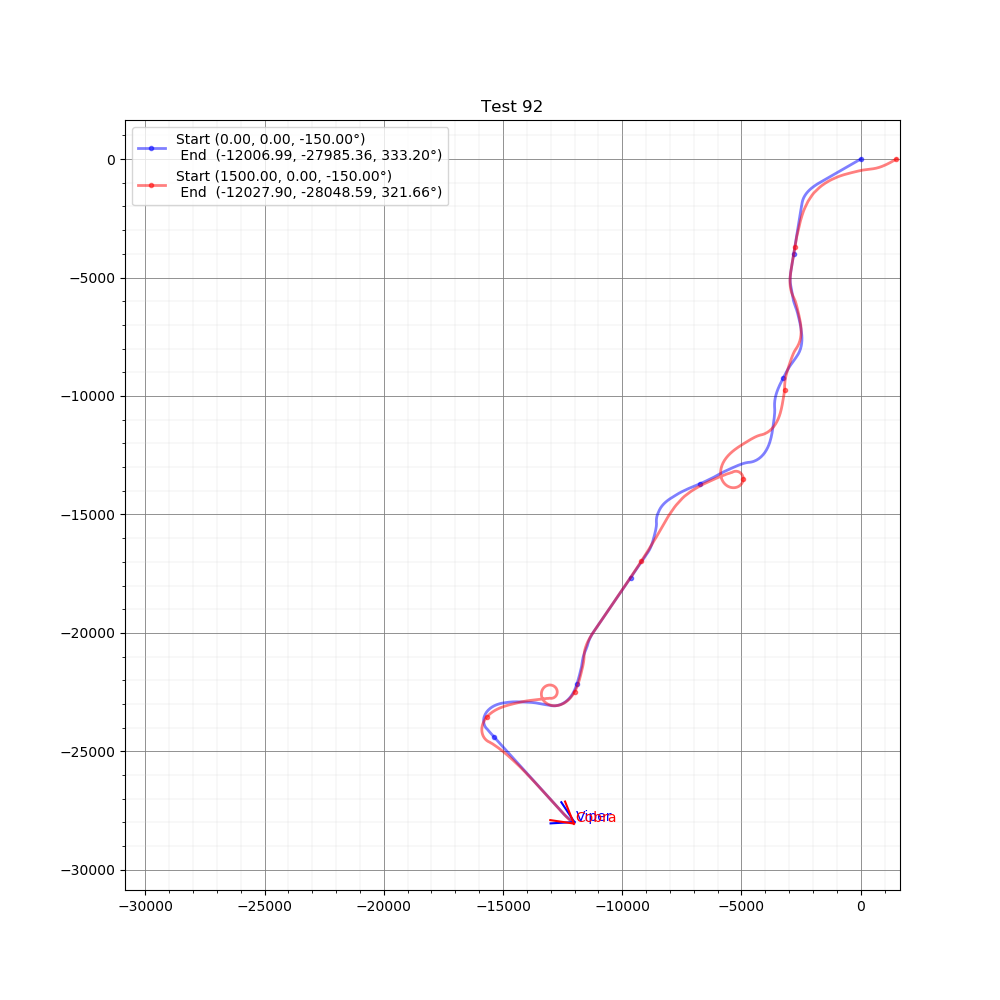 Test 92
Start (0.00, 0.00, -150.00°)
End (-12006.99, -27985.36, 333.20°)
Start (1500.00, 0.00, -150.00°)
End (-12027.90, -28048.59, 321.66°)
0
−5000
−10000
−15000
−20000
−25000
−30000
Viper
Cobra
−30000 −25000 −20000 −15000 −10000 −5000 0